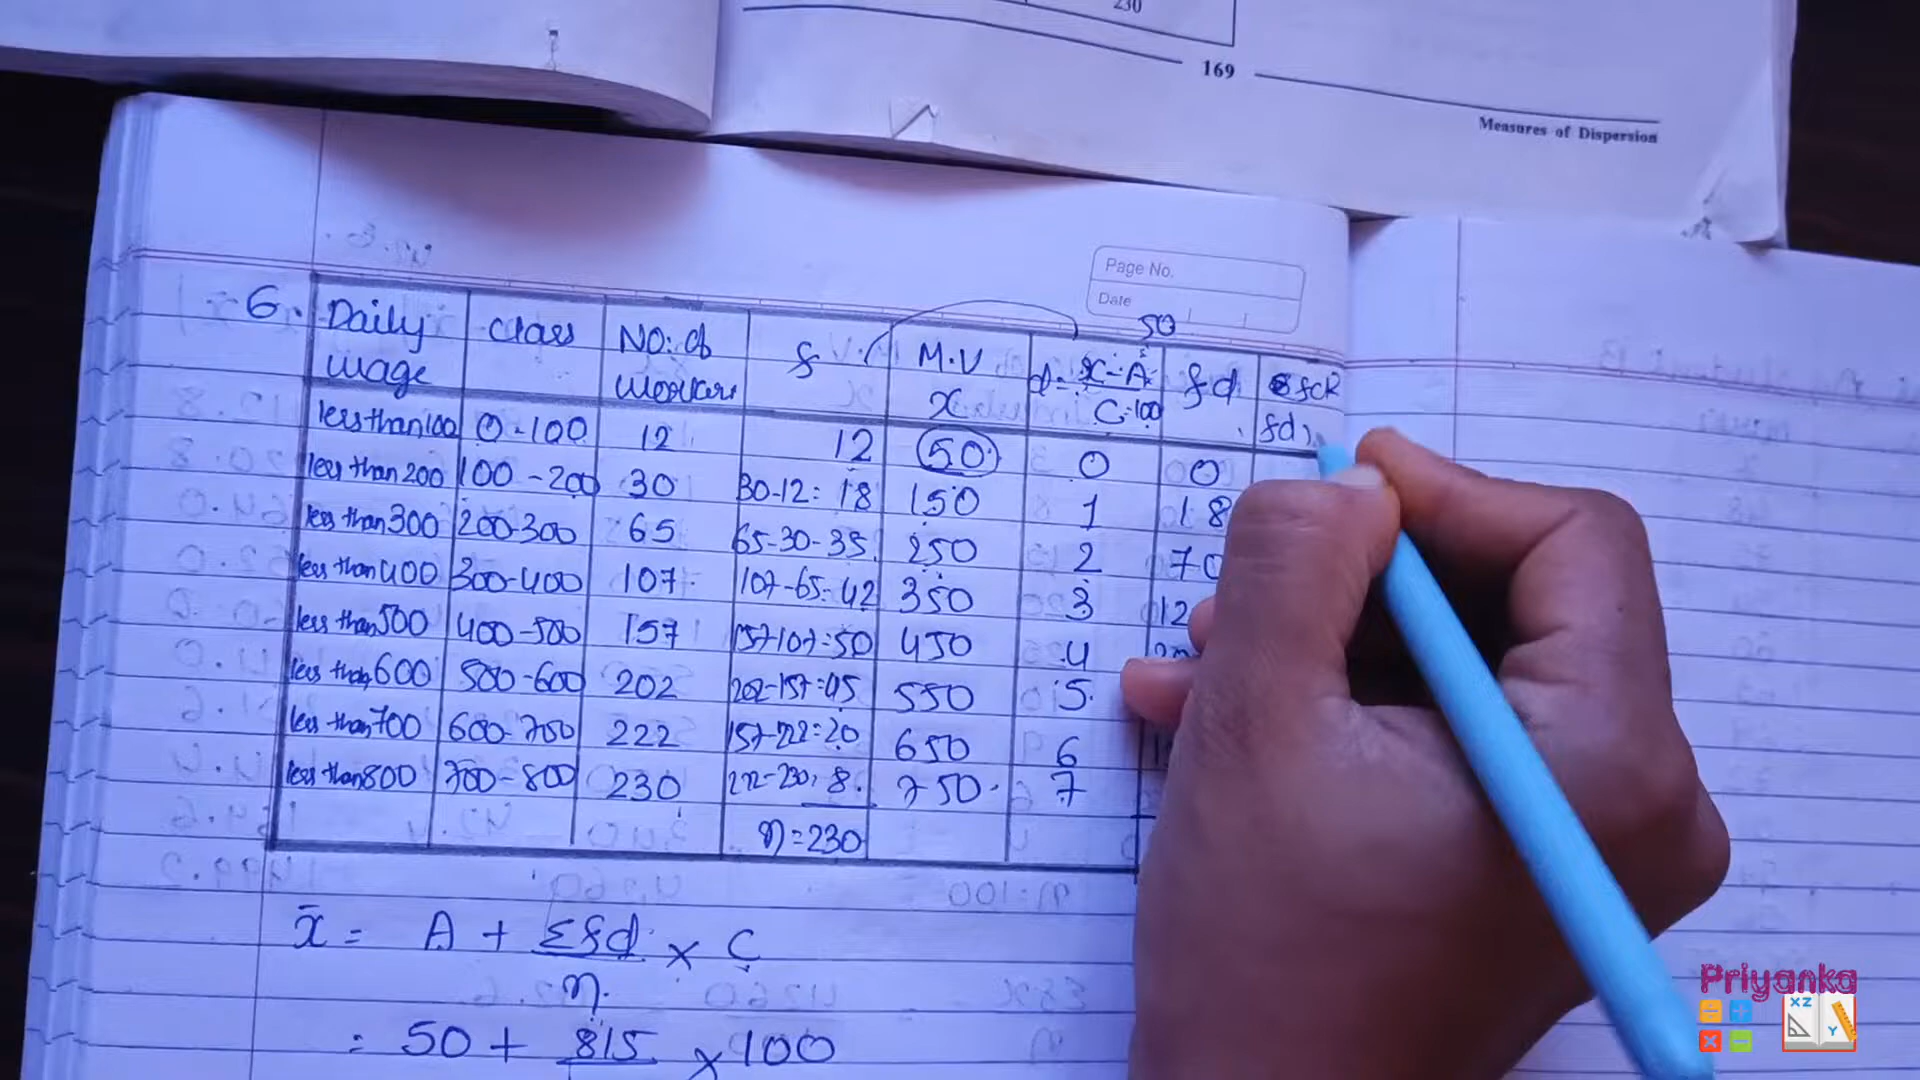 230
169
Measures of Dispersion
Page No.
Date
50
6. Daily wage class No: of workers f M.V x d = x-A / C=100 fd
fd
less than 100 0-100 12 12 50 0 0
less than 200 100-200 30 30-12: 18 150 1 18
less than 300 200-300 65 65-30-35 250 2 70
less than 400 300-400 107 107-65:42 350 3 12
less than 500 400-500 157 157-107=50 450 4
less than 600 500-600 202 202-157=45 550 5
less than 700 600-700 222 157-222=20 650 6
less than 800 700-800 230 222-230, 8. 750 7
n=230
x̄ = A + Σfd × C
n
= 50 + 815 × 100
Priyanka
XZ
Y